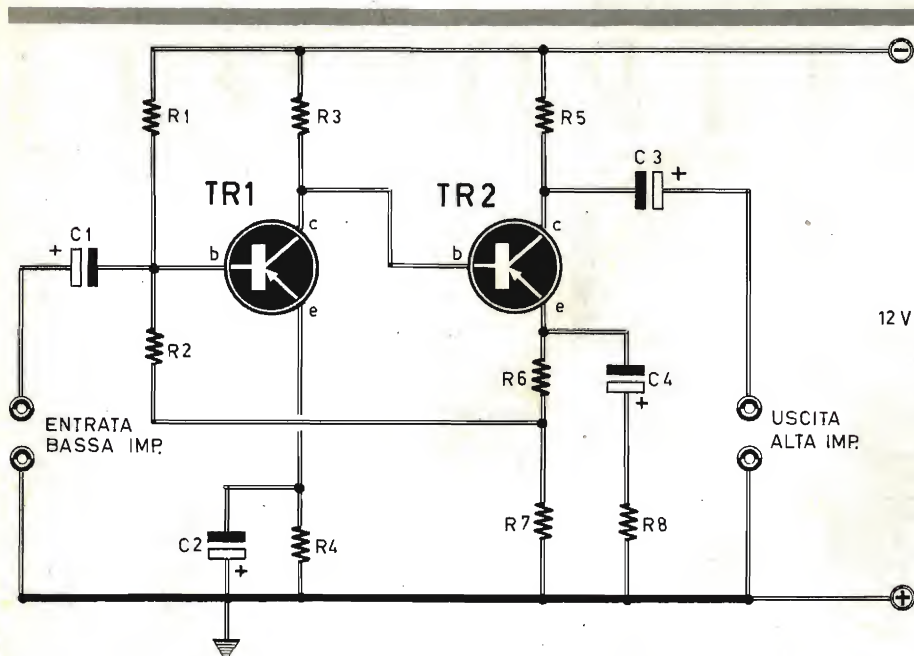 −
R1
R3
R5
C3
+
TR1
TR2
c
c
C1
+
b
b
e
e
12 V
R2
R6
C4
+
ENTRATA
BASSA IMP.
USCITA
ALTA IMP.
C2
+
R4
R7
R8
+